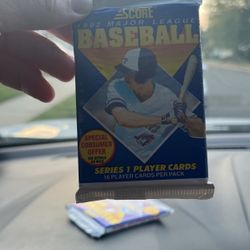 SCORE
1992 MAJOR LEAGUE
BASEBALL
SPECIAL
CONSUMER
OFFER
SERIES 1 PLAYER CARDS
16 PLAYER CARDS PER PACK